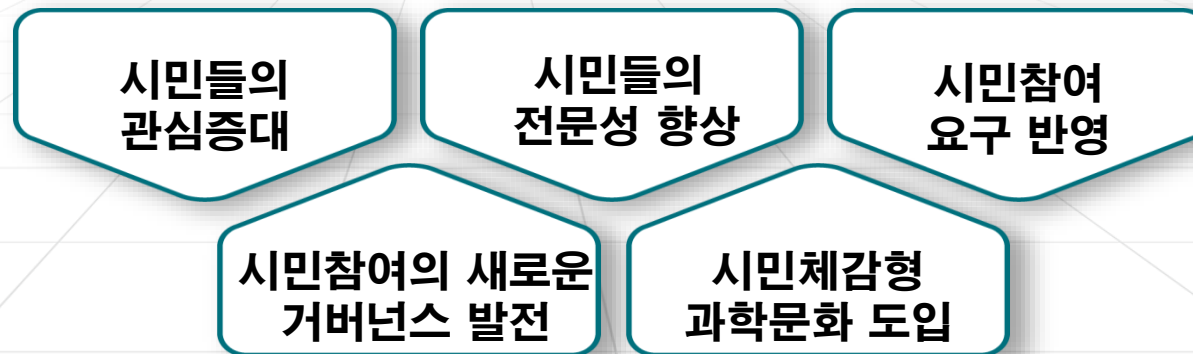 시민들의
관심증대
시민들의
전문성 향상
시민참여
요구 반영
시민참여의 새로운
거버넌스 발전
시민체감형
과학문화 도입